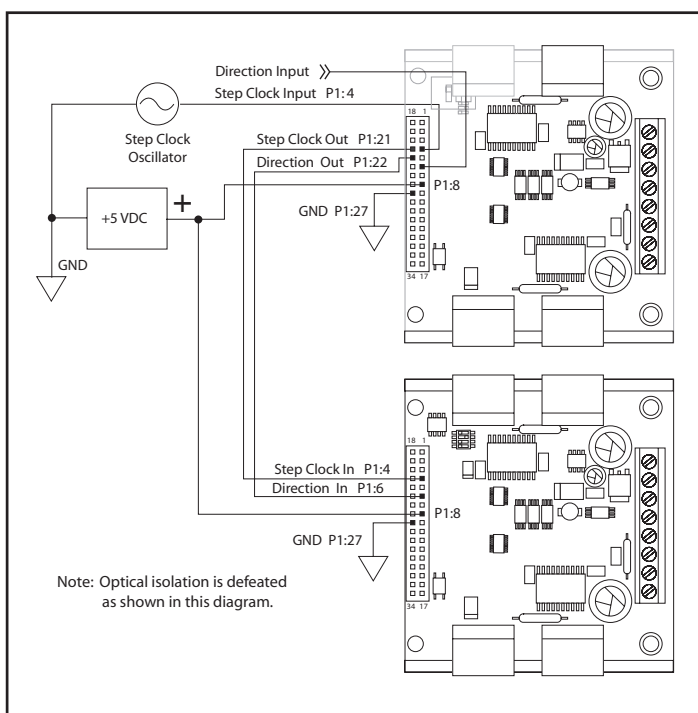 Direction Input
Step Clock Input P1:4
18 1
Step Clock Oscillator
Step Clock Out P1:21
Direction Out P1:22
P1:8
+5 VDC +
GND P1:27
GND
34 17
18 1
Step Clock In P1:4
Direction In P1:6
P1:8
GND P1:27
Note: Optical isolation is defeated
as shown in this diagram.
34 17